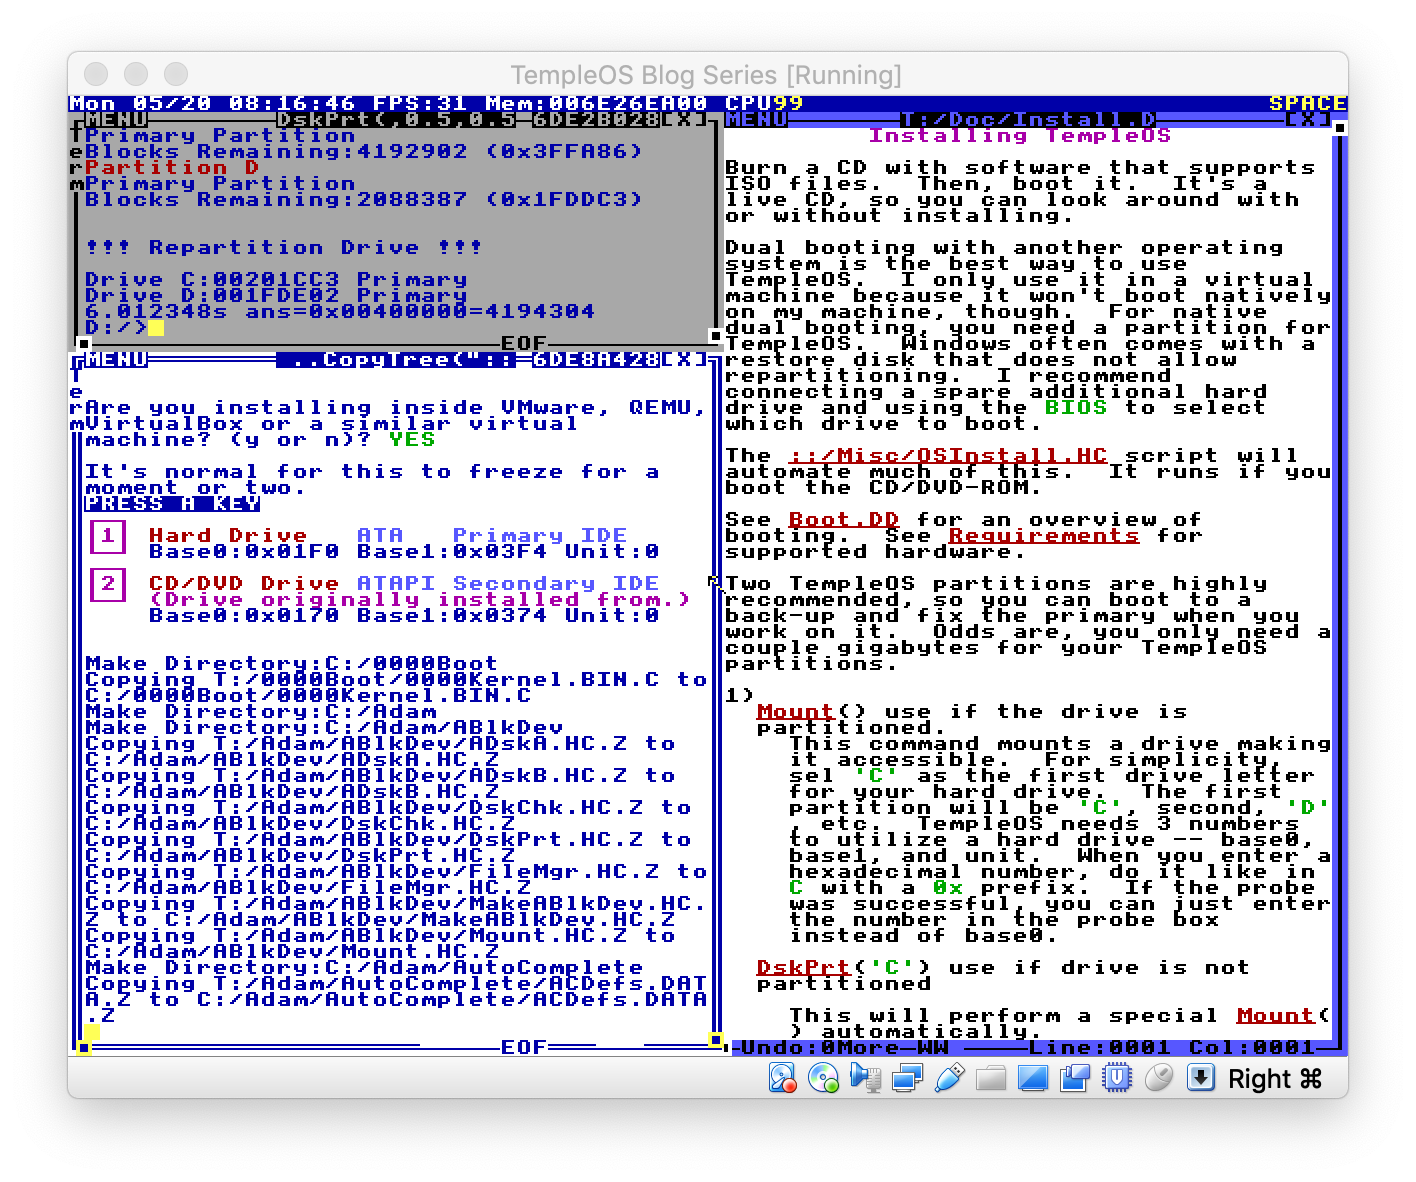 TempleOS Blog Series [Running]
Mon 05/20 08:16:46 FPS:31 Mem:006E26EA00 CPU99 SPACE
MENU DskPrt(,0.5,0.5 6DE2B028[X]
Term
Primary Partition
Blocks Remaining:4192902 (0x3FFA86)
Partition D
Primary Partition
Blocks Remaining:2088387 (0x1FDDC3)
!!! Repartition Drive !!!
Drive C:00201CC3 Primary
Drive D:001FDE02 Primary
6.012348s ans=0x00400000=4194304
D:/>
EOF
MENU ..CopyTree(":: 6DE8A428[X]
Term
Are you installing inside VMware, QEMU,
VirtualBox or a similar virtual
machine? (y or n)? YES
It's normal for this to freeze for a
moment or two.
PRESS A KEY
1 Hard Drive ATA Primary IDE
Base0:0x01F0 Base1:0x03F4 Unit:0
2 CD/DVD Drive ATAPI Secondary IDE
(Drive originally installed from.)
Base0:0x0170 Base1:0x0374 Unit:0
Make Directory:C:/0000Boot
Copying T:/0000Boot/0000Kernel.BIN.C to
C:/0000Boot/0000Kernel.BIN.C
Make Directory:C:/Adam
Make Directory:C:/Adam/ABlkDev
Copying T:/Adam/ABlkDev/ADskA.HC.Z to
C:/Adam/ABlkDev/ADskA.HC.Z
Copying T:/Adam/ABlkDev/ADskB.HC.Z to
C:/Adam/ABlkDev/ADskB.HC.Z
Copying T:/Adam/ABlkDev/DskChk.HC.Z to
C:/Adam/ABlkDev/DskChk.HC.Z
Copying T:/Adam/ABlkDev/DskPrt.HC.Z to
C:/Adam/ABlkDev/DskPrt.HC.Z
Copying T:/Adam/ABlkDev/FileMgr.HC.Z to
C:/Adam/ABlkDev/FileMgr.HC.Z
Copying T:/Adam/ABlkDev/MakeABlkDev.HC.
Z to C:/Adam/ABlkDev/MakeABlkDev.HC.Z
Copying T:/Adam/ABlkDev/Mount.HC.Z to
C:/Adam/ABlkDev/Mount.HC.Z
Make Directory:C:/Adam/AutoComplete
Copying T:/Adam/AutoComplete/ACDefs.DAT
A.Z to C:/Adam/AutoComplete/ACDefs.DATA
.Z
EOF
MENU T:/Doc/Install.D [X]
Installing TempleOS
Burn a CD with software that supports
ISO files. Then, boot it. It's a
live CD, so you can look around with
or without installing.
Dual booting with another operating
system is the best way to use
TempleOS. I only use it in a virtual
machine because it won't boot natively
on my machine, though. For native
dual booting, you need a partition for
TempleOS. Windows often comes with a
restore disk that does not allow
repartitioning. I recommend
connecting a spare additional hard
drive and using the BIOS to select
which drive to boot.
The ::/Misc/OSInstall.HC script will
automate much of this. It runs if you
boot the CD/DVD-ROM.
See Boot.DD for an overview of
booting. See Requirements for
supported hardware.
Two TempleOS partitions are highly
recommended, so you can boot to a
back-up and fix the primary when you
work on it. Odds are, you only need a
couple gigabytes for your TempleOS
partitions.
1)
Mount() use if the drive is
partitioned.
This command mounts a drive making
it accessible. For simplicity,
sel 'C' as the first drive letter
for your hard drive. The first
partition will be 'C', second, 'D'
, etc. TempleOS needs 3 numbers
to utilize a hard drive -- base0,
base1, and unit. When you enter a
hexadecimal number, do it like in
C with a 0x prefix. If the probe
was successful, you can just enter
the number in the probe box
instead of base0.
DskPrt('C') use if drive is not
partitioned
This will perform a special Mount(
) automatically.
Undo:0More-WW Line:0001 Col:0001
Right ⌘